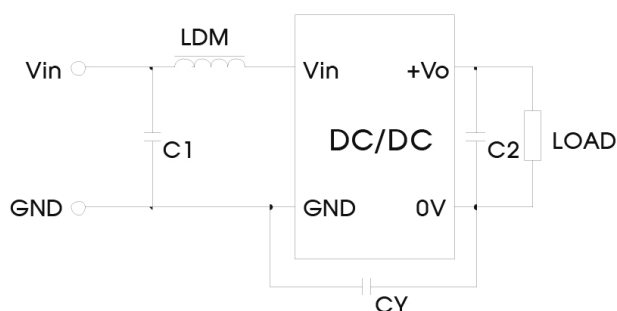 LDM
Vin
Vin
+Vo
C1
DC/DC
C2
LOAD
GND
GND
0V
CY